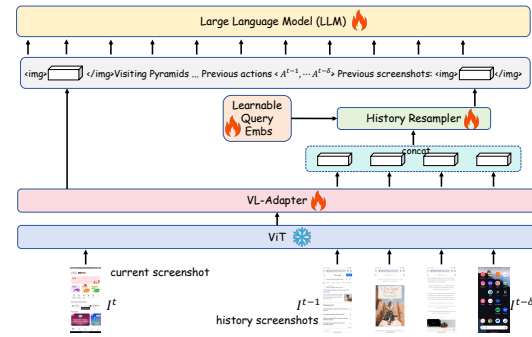 Large Language Model (LLM)
<img> </img>Visiting Pyramids ... Previous actions < A^{t-1}, ... A^{t-δ}> Previous screenshots: <img> </img>
Learnable
Query
Embs
History Resampler
concat
VL-Adapter
ViT
current screenshot
I^t
I^{t-1}
I^{t-δ}
history screenshots